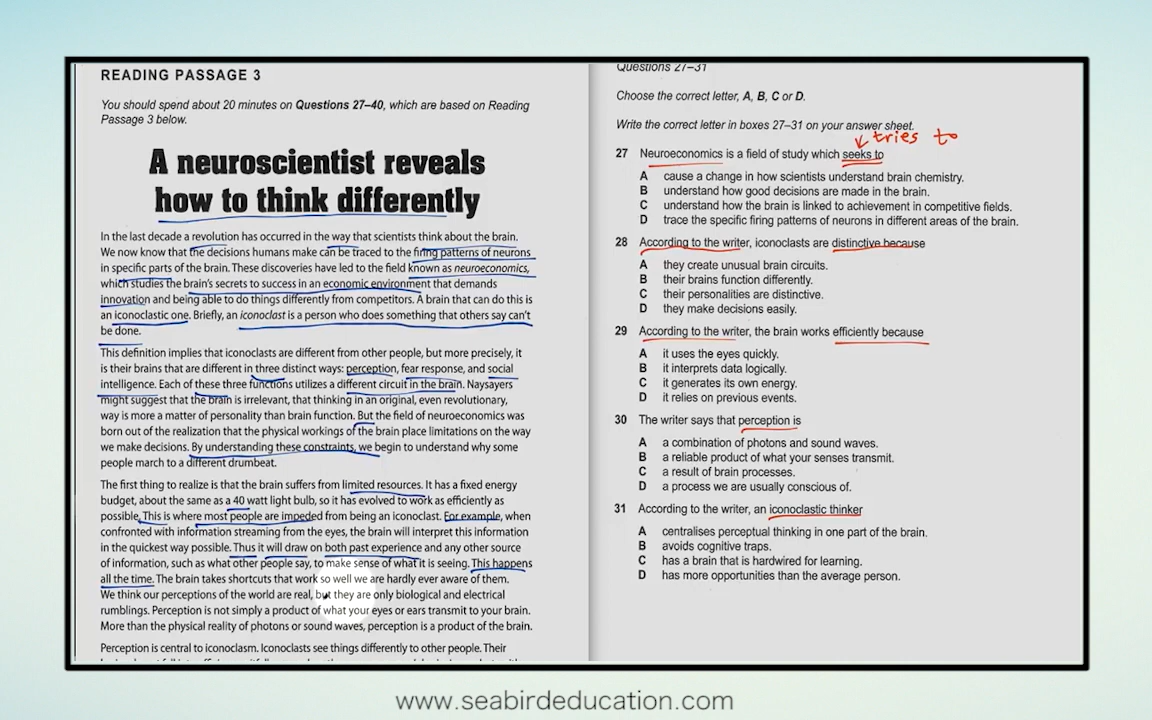 READING PASSAGE 3
You should spend about 20 minutes on Questions 27–40, which are based on Reading
Passage 3 below.
A neuroscientist reveals
how to think differently
In the last decade a revolution has occurred in the way that scientists think about the brain.
We now know that the decisions humans make can be traced to the firing patterns of neurons
in specific parts of the brain. These discoveries have led to the field known as neuroeconomics,
which studies the brain's secrets to success in an economic environment that demands
innovation and being able to do things differently from competitors. A brain that can do this is
an iconoclastic one. Briefly, an iconoclast is a person who does something that others say can't
be done.
This definition implies that iconoclasts are different from other people, but more precisely, it
is their brains that are different in three distinct ways: perception, fear response, and social
intelligence. Each of these three functions utilizes a different circuit in the brain. Naysayers
might suggest that the brain is irrelevant, that thinking in an original, even revolutionary,
way is more a matter of personality than brain function. But the field of neuroeconomics was
born out of the realization that the physical workings of the brain place limitations on the way
we make decisions. By understanding these constraints, we begin to understand why some
people march to a different drumbeat.
The first thing to realize is that the brain suffers from limited resources. It has a fixed energy
budget, about the same as a 40 watt light bulb, so it has evolved to work as efficiently as
possible. This is where most people are impeded from being an iconoclast. For example, when
confronted with information streaming from the eyes, the brain will interpret this information
in the quickest way possible. Thus it will draw on both past experience and any other source
of information, such as what other people say, to make sense of what it is seeing. This happens
all the time. The brain takes shortcuts that work so well we are hardly ever aware of them.
We think our perceptions of the world are real, but they are only biological and electrical
rumblings. Perception is not simply a product of what your eyes or ears transmit to your brain.
More than the physical reality of photons or sound waves, perception is a product of the brain.
Perception is central to iconoclasm. Iconoclasts see things differently to other people. Their
Questions 27–31
Choose the correct letter, A, B, C or D.
Write the correct letter in boxes 27–31 on your answer sheet.
tries to
27 Neuroeconomics is a field of study which seeks to
A cause a change in how scientists understand brain chemistry.
B understand how good decisions are made in the brain.
C understand how the brain is linked to achievement in competitive fields.
D trace the specific firing patterns of neurons in different areas of the brain.
28 According to the writer, iconoclasts are distinctive because
A they create unusual brain circuits.
B their brains function differently.
C their personalities are distinctive.
D they make decisions easily.
29 According to the writer, the brain works efficiently because
A it uses the eyes quickly.
B it interprets data logically.
C it generates its own energy.
D it relies on previous events.
30 The writer says that perception is
A a combination of photons and sound waves.
B a reliable product of what your senses transmit.
C a result of brain processes.
D a process we are usually conscious of.
31 According to the writer, an iconoclastic thinker
A centralises perceptual thinking in one part of the brain.
B avoids cognitive traps.
C has a brain that is hardwired for learning.
D has more opportunities than the average person.
www.seabirdeducation.com